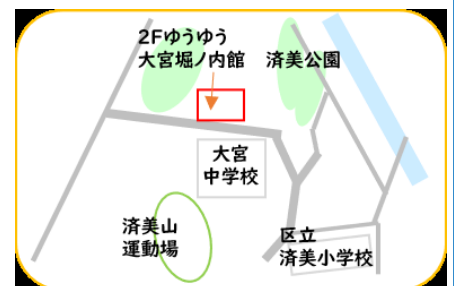 2Fゆうゆう
大宮堀ノ内館
済美公園
大宮
中学校
済美山
運動場
区立
済美小学校